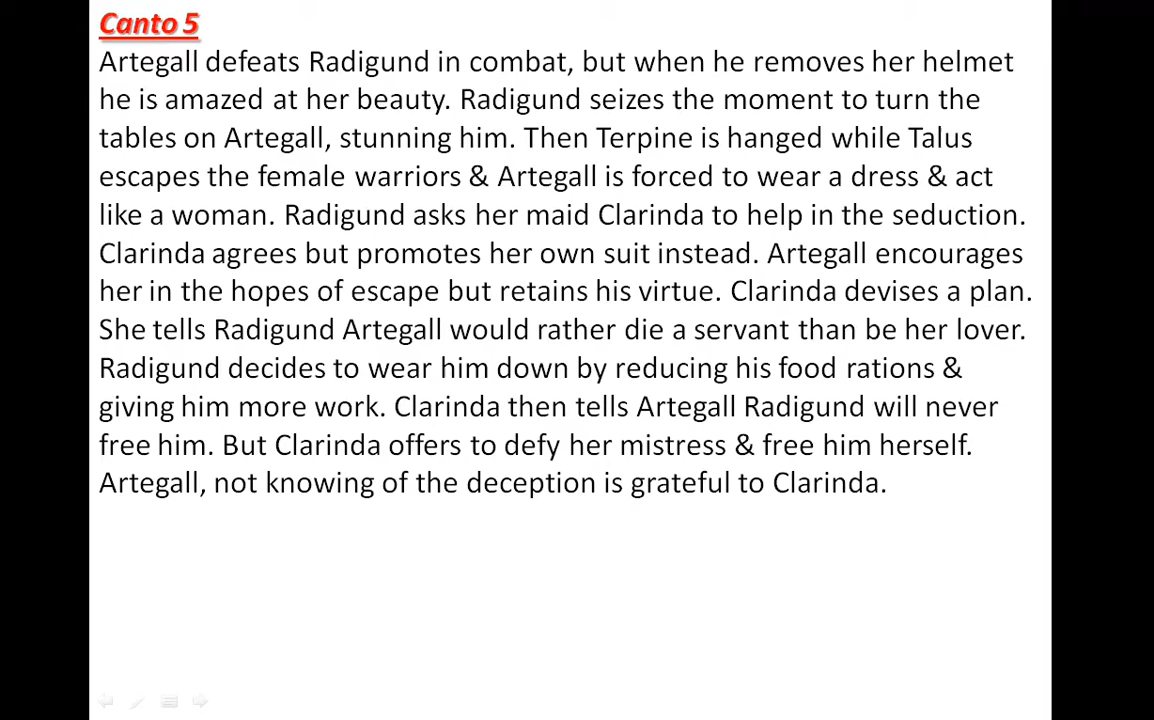 Canto 5
Artegall defeats Radigund in combat, but when he removes her helmet
he is amazed at her beauty. Radigund seizes the moment to turn the
tables on Artegall, stunning him. Then Terpine is hanged while Talus
escapes the female warriors & Artegall is forced to wear a dress & act
like a woman. Radigund asks her maid Clarinda to help in the seduction.
Clarinda agrees but promotes her own suit instead. Artegall encourages
her in the hopes of escape but retains his virtue. Clarinda devises a plan.
She tells Radigund Artegall would rather die a servant than be her lover.
Radigund decides to wear him down by reducing his food rations &
giving him more work. Clarinda then tells Artegall Radigund will never
free him. But Clarinda offers to defy her mistress & free him herself.
Artegall, not knowing of the deception is grateful to Clarinda.